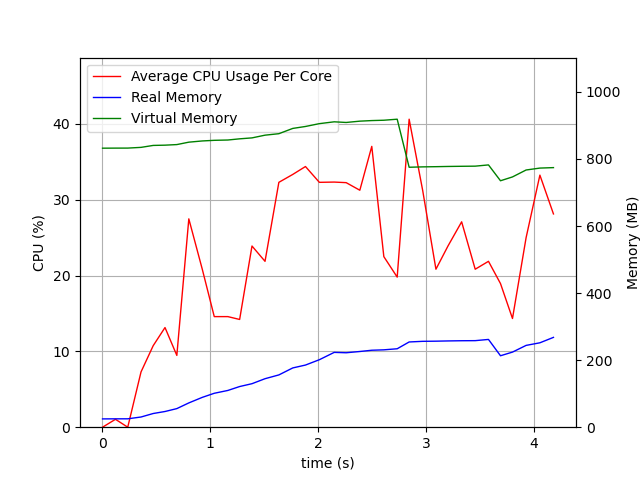 Average CPU Usage Per Core
Real Memory
Virtual Memory
CPU (%)
40
30
20
10
0
Memory (MB)
1000
800
600
400
200
0
0 1 2 3 4
time (s)